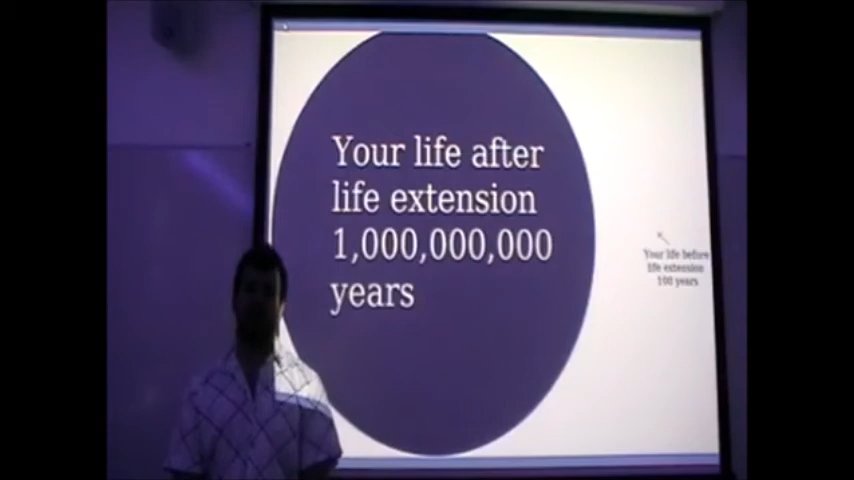 Your life after
life extension
1,000,000,000
years
Your life before
life extension
100 years